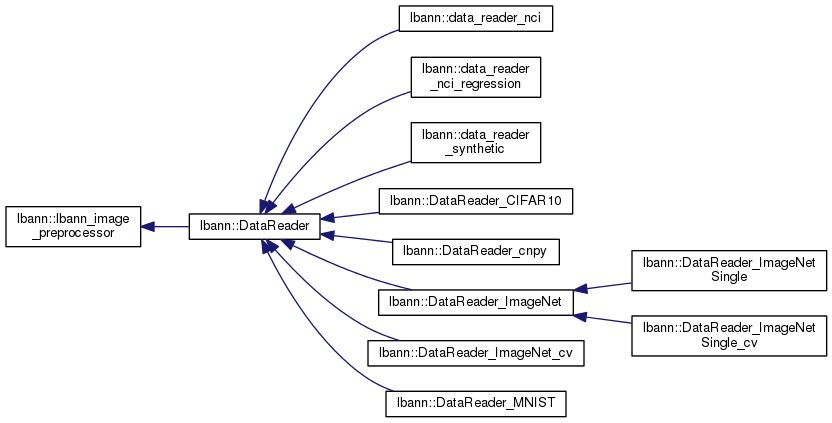 lbann::data_reader_nci
lbann::data_reader
_nci_regression
lbann::data_reader
_synthetic
lbann::DataReader_CIFAR10
lbann::lbann_image
_preprocessor
lbann::DataReader
lbann::DataReader_cnpy
lbann::DataReader_ImageNet
lbann::DataReader_ImageNet
Single
lbann::DataReader_ImageNet
Single_cv
lbann::DataReader_ImageNet_cv
lbann::DataReader_MNIST